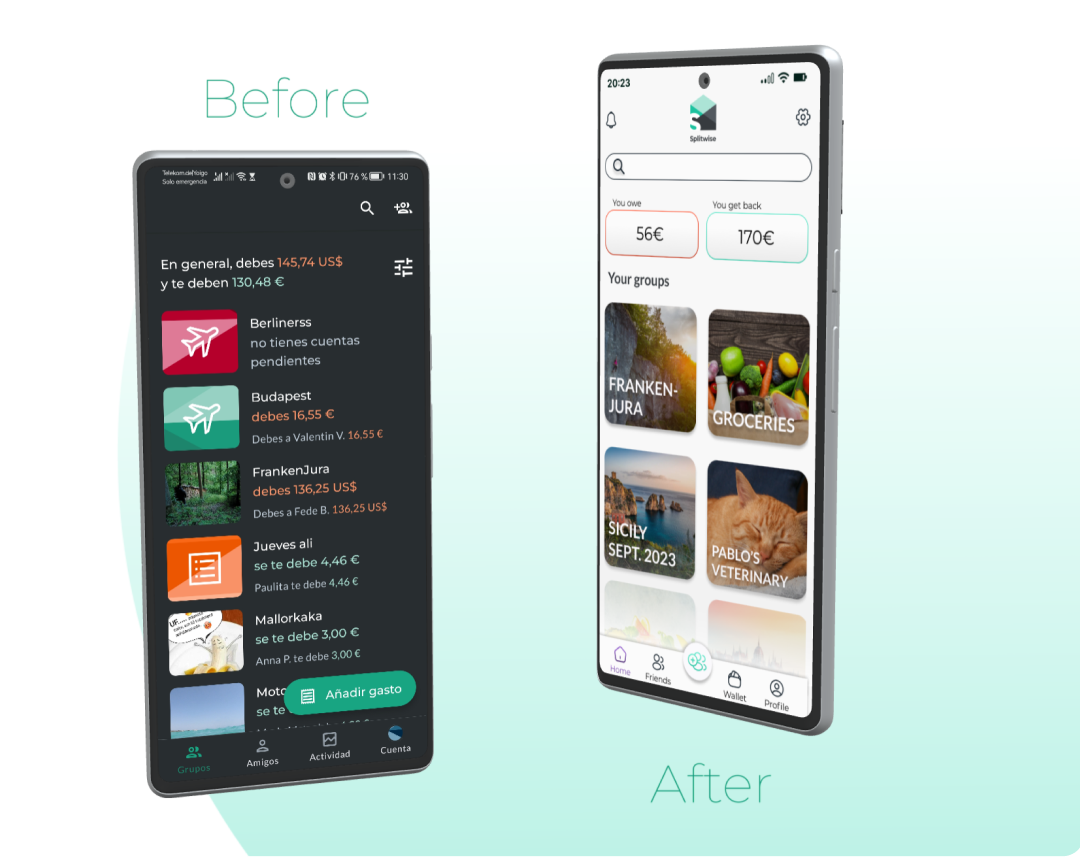 Before
Telekom.de|Yoigo
Solo emergencia
76 %
11:30
En general, debes 145,74 US$
y te deben 130,48 €
Berlinerss
no tienes cuentas
pendientes
Budapest
debes 16,55 €
Debes a Valentin V. 16,55 €
FrankenJura
debes 136,25 US$
Debes a Fede B. 136,25 US$
Jueves ali
se te debe 4,46 €
Paulita te debe 4,46 €
UF.....
Mallorkaka
se te debe 3,00 €
Anna P. te debe 3,00 €
Moto
se te
Añadir gasto
Grupos
Amigos
Actividad
Cuenta
20:23
Splitwise
You owe
You get back
56€
170€
Your groups
FRANKEN-
JURA
GROCERIES
SICILY
SEPT. 2023
PABLO'S
VETERINARY
Home
Friends
Wallet
Profile
After